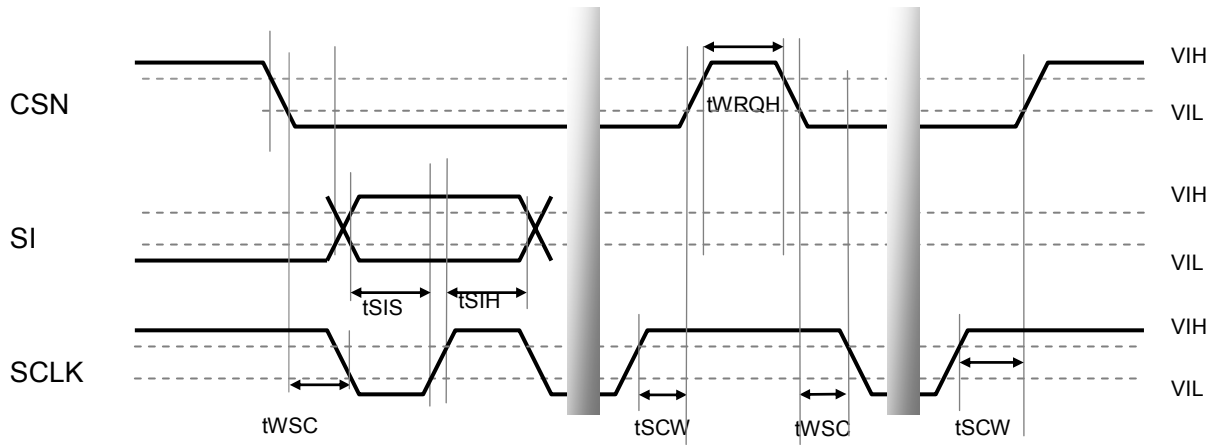 VIH
CSN
tWRQH
VIL
VIH
SI
VIL
tSIS
tSIH
VIH
SCLK
VIL
tWSC
tSCW
tWSC
tSCW